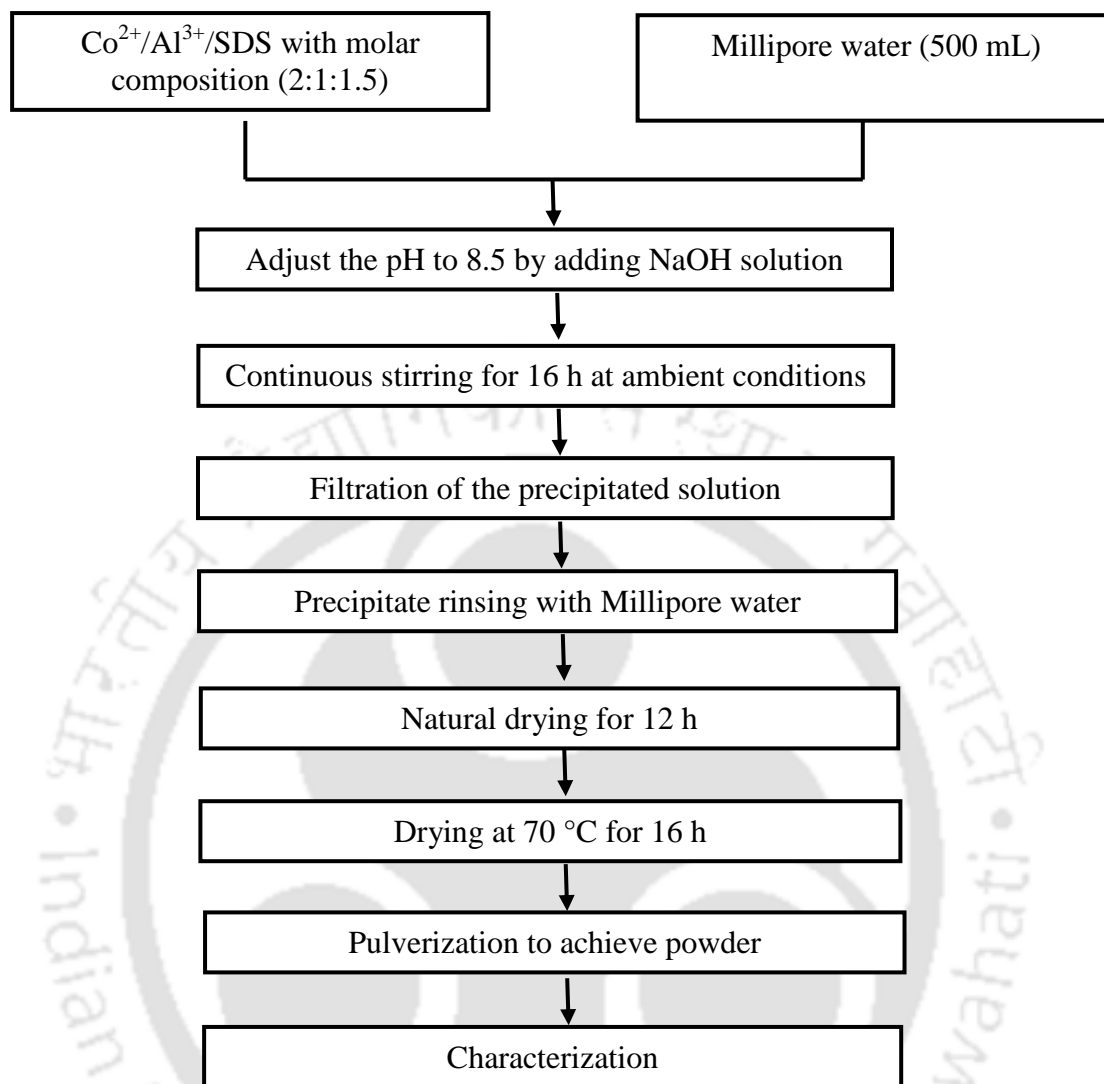 Co²⁺/Al³⁺/SDS with molar
composition (2:1:1.5)
Millipore water (500 mL)
Adjust the pH to 8.5 by adding NaOH solution
Continuous stirring for 16 h at ambient conditions
Filtration of the precipitated solution
Precipitate rinsing with Millipore water
Natural drying for 12 h
Drying at 70 °C for 16 h
Pulverization to achieve powder
Characterization
Indian
wahati